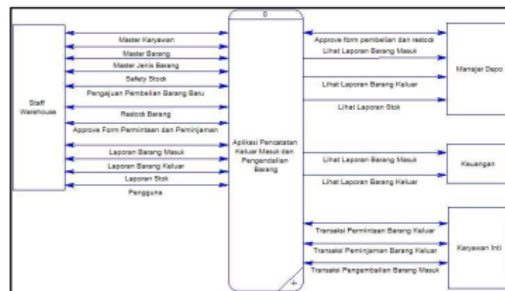 0
Master Karyawan
Master Barang
Master Jenis Barang
Safety Stock
Pengajuan Pembelian Barang Baru
Restock Barang
Approve Form Permintaan dan Peminjaman
Laporan Barang Masuk
Laporan Barang Keluar
Laporan Stok
Pengguna
Staff
Warehouse
Aplikasi Pencatatan
Keluar Masuk dan
Pengendalian
Barang
Approve form pembelian dan restock
Lihat Laporan Barang Masuk
Lihat Laporan Barang Keluar
Lihat Laporan Stok
Manajer Depo
Lihat Laporan Barang Masuk
Lihat Laporan Barang Keluar
Keuangan
Transaksi Permintaan Barang Keluar
Transaksi Peminjaman Barang Keluar
Transaksi Pengembalian Barang Masuk
Karyawan Inti
+